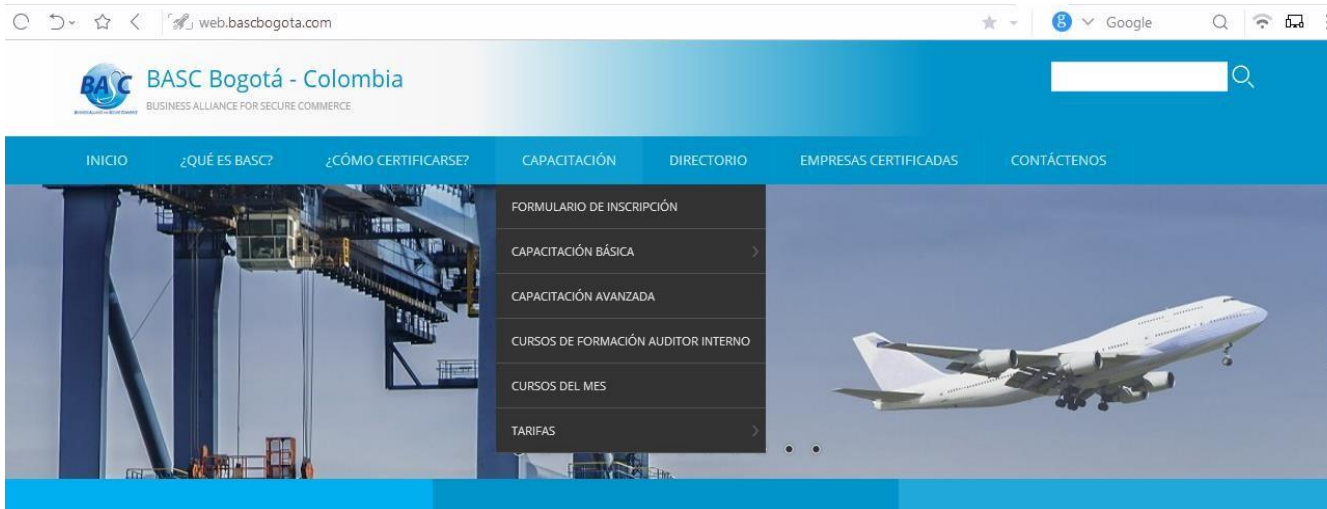 web.bascbogota.com
Google
BASC
BASC Bogotá - Colombia
BUSINESS ALLIANCE FOR SECURE COMMERCE
INICIO ¿QUÉ ES BASC? ¿CÓMO CERTIFICARSE? CAPACITACIÓN DIRECTORIO EMPRESAS CERTIFICADAS CONTÁCTENOS
FORMULARIO DE INSCRIPCIÓN
CAPACITACIÓN BÁSICA
CAPACITACIÓN AVANZADA
CURSOS DE FORMACIÓN AUDITOR INTERNO
CURSOS DEL MES
TARIFAS